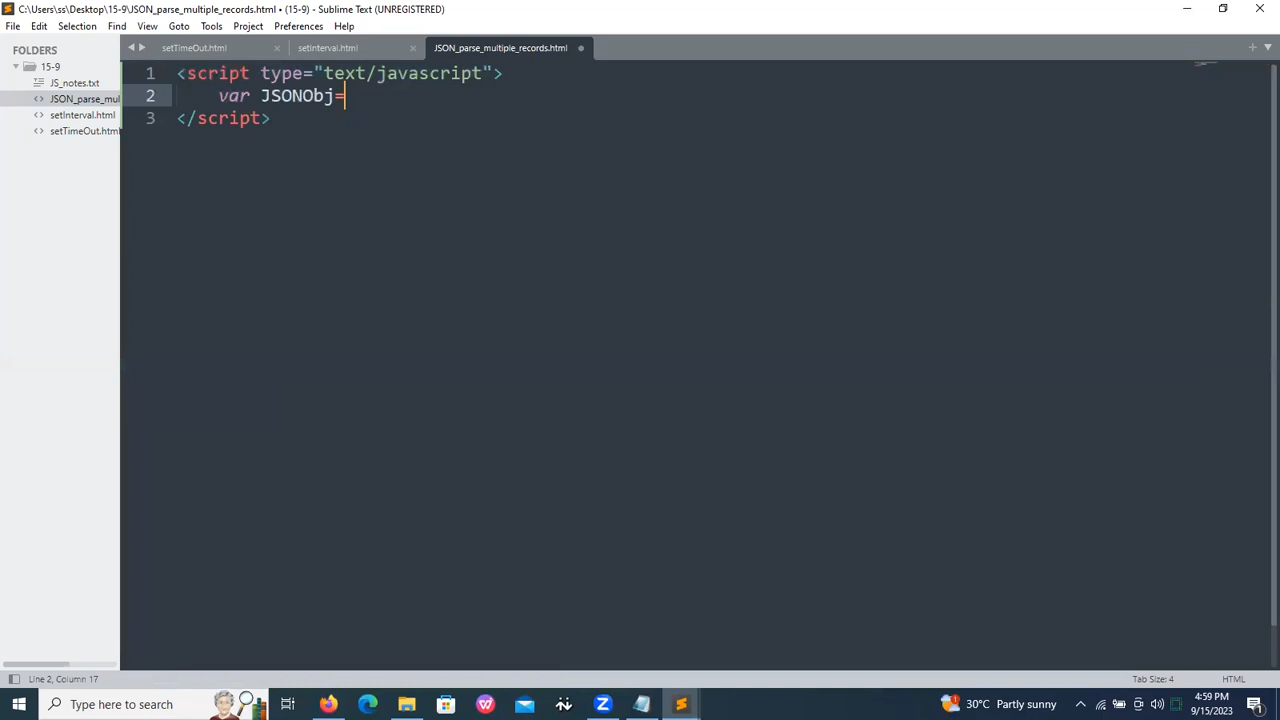 C:\Users\ss\Desktop\15-9\JSON_parse_multiple_records.html • (15-9) - Sublime Text (UNREGISTERED)
File Edit Selection Find View Goto Tools Project Preferences Help
FOLDERS
15-9
JS_notes.txt
JSON_parse_mul
setInterval.html
setTimeOut.html
setTimeOut.html
setInterval.html
JSON_parse_multiple_records.html
1 <script type="text/javascript">
2 var JSONObj=
3 </script>
Line 2, Column 17
Tab Size: 4
HTML
Type here to search
30°C Partly sunny
4:59 PM
9/15/2023